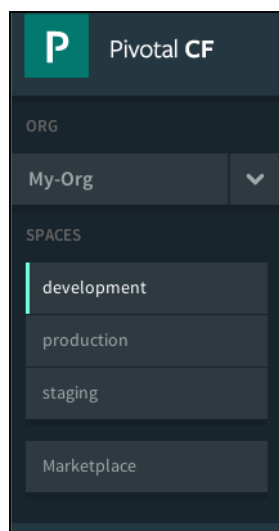 P Pivotal CF
ORG
My-Org
SPACES
development
production
staging
Marketplace